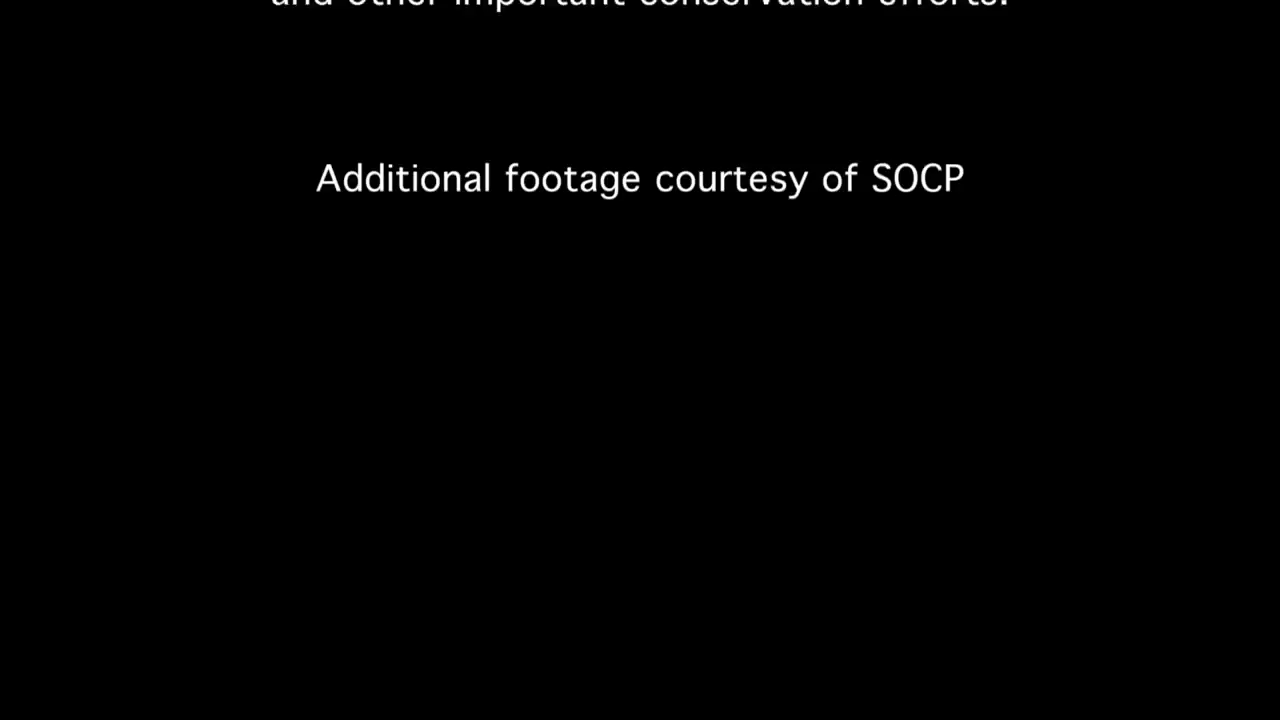 and other important conservation efforts.
Additional footage courtesy of SOCP